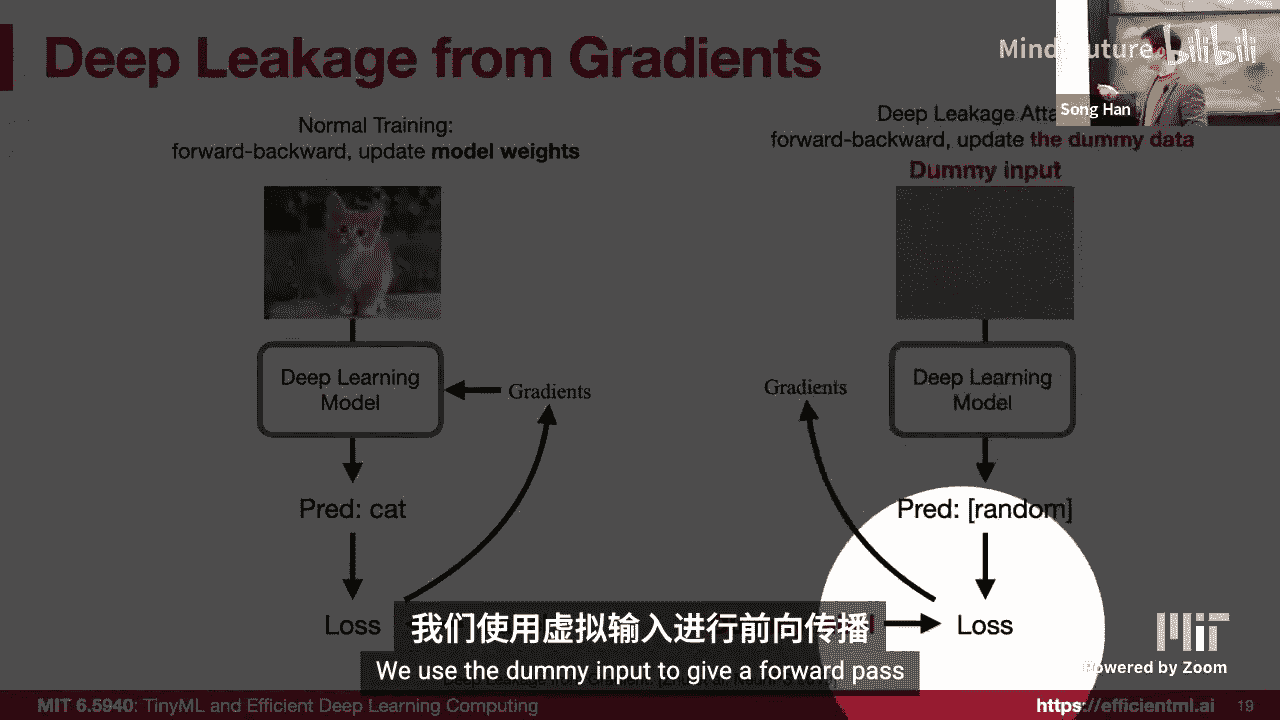 Deep Leakage from Gradients
bilibili
Song Han
Normal Training:
forward-backward, update model weights
Deep Leakage
forward-backward, update the dummy data
Dummy input
Deep Learning
Model
Gradients
Gradients
Deep Learning
Model
Pred: cat
Pred: [random]
Loss
Loss
我们使用虚拟输入进行前向传播
We use the dummy input to give a forward pass
MIT
Powered by Zoom
MIT 6.5940: TinyML and Efficient Deep Learning Computing
https://efficientml.ai
19